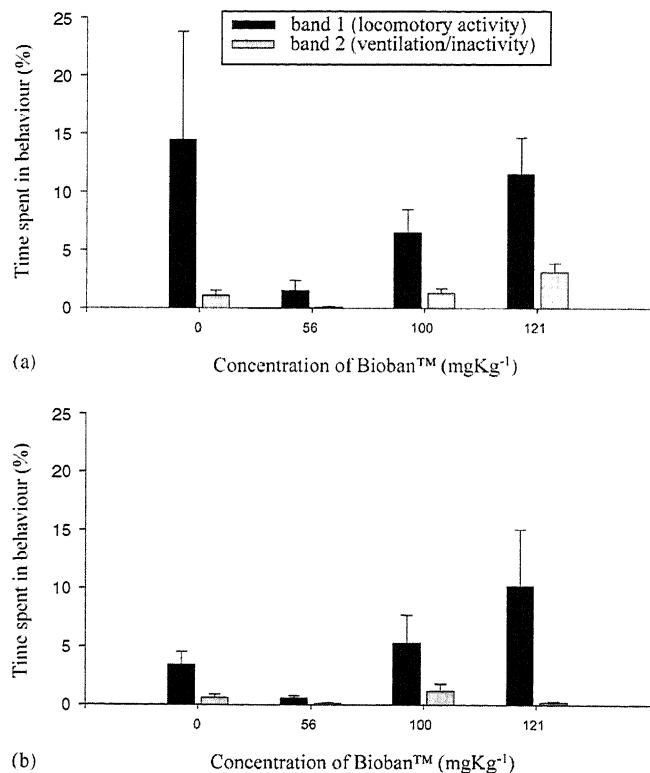 25
20
15
10
5
0
Time spent in behaviour (%)
band 1 (locomotory activity)
band 2 (ventilation/inactivity)
0 56 100 121
(a) Concentration of Bioban™ (mgKg-1)
25
20
15
10
5
0
Time spent in behaviour (%)
0 56 100 121
(b) Concentration of Bioban™ (mgKg-1)